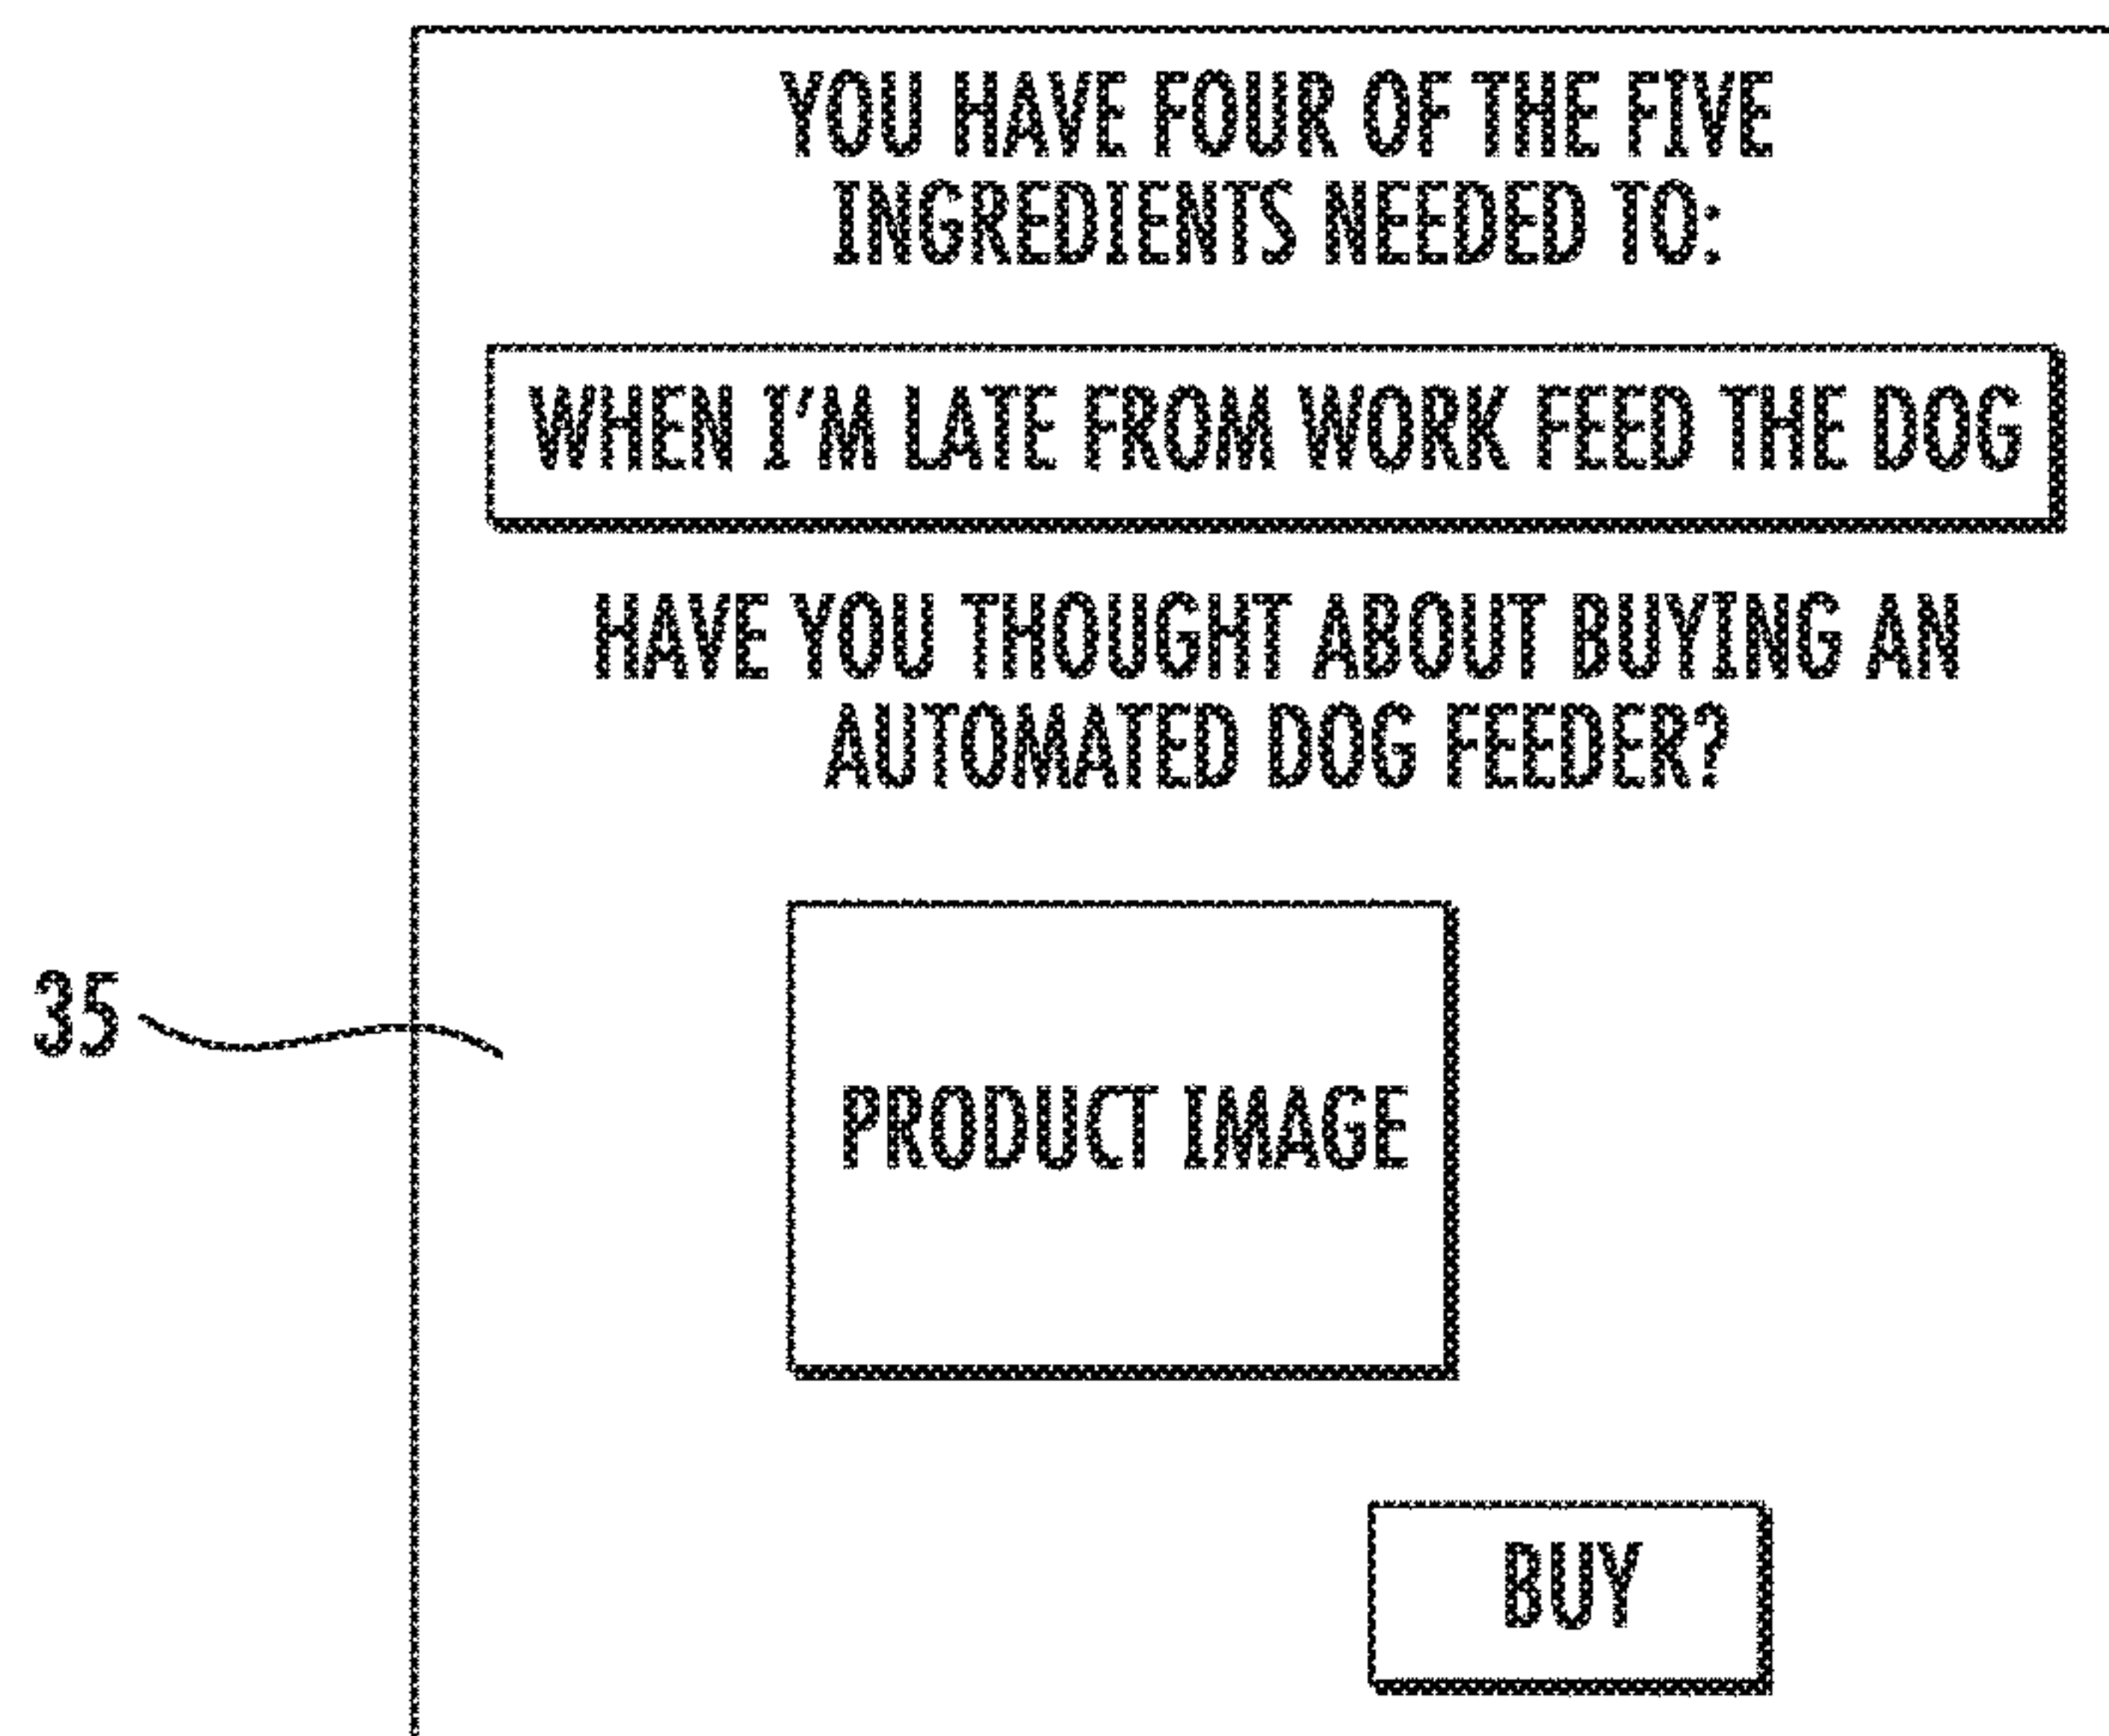 YOU HAVE FOUR OF THE FIVE
INGREDIENTS NEEDED TO:
WHEN I'M LATE FROM WORK FEED THE DOG
HAVE YOU THOUGHT ABOUT BUYING AN
AUTOMATED DOG FEEDER?
35
PRODUCT IMAGE
BUY